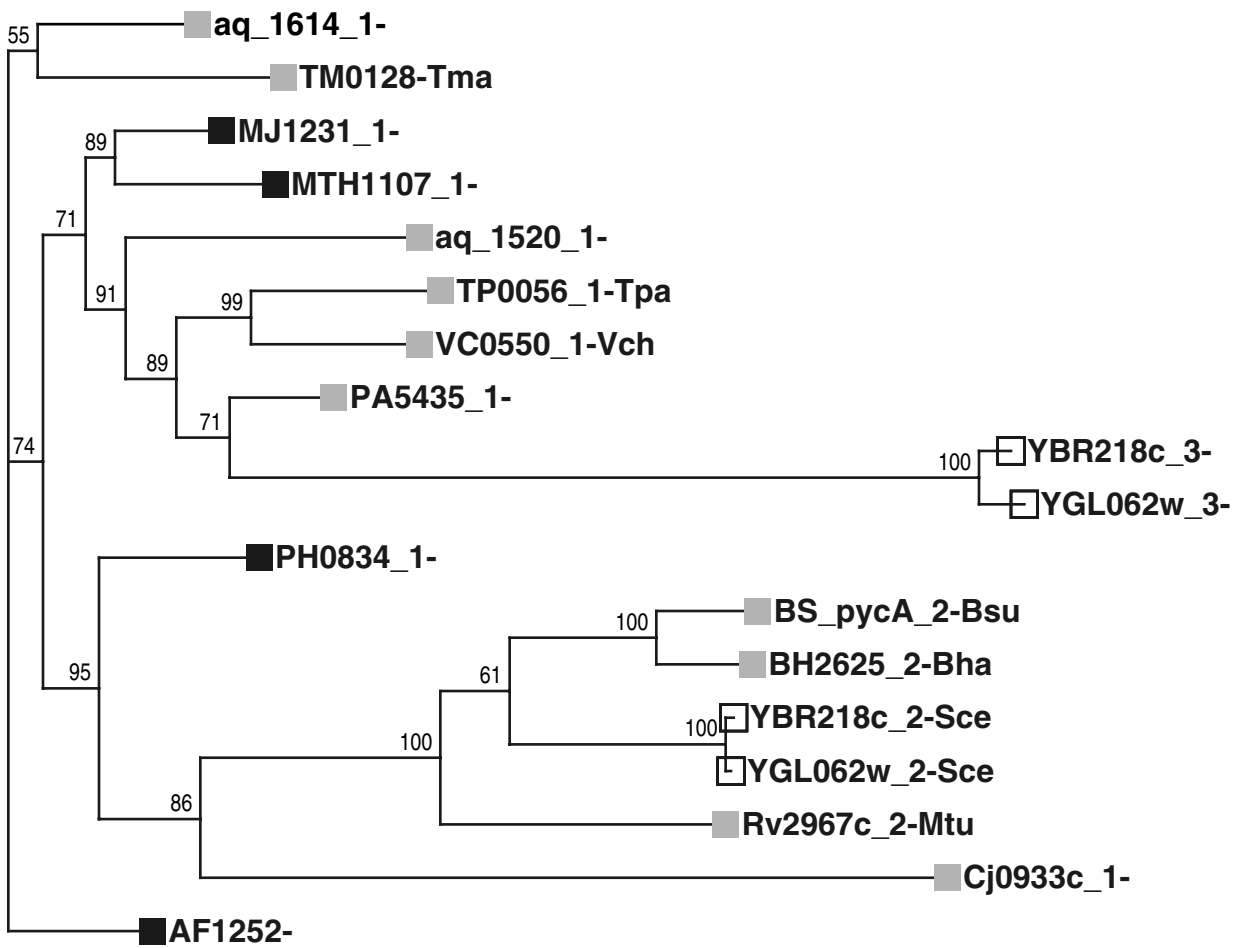 55
aq_1614_1-
TM0128-Tma
89
MJ1231_1-
MTH1107_1-
71
aq_1520_1-
91
99
TP0056_1-Tpa
VC0550_1-Vch
89
PA5435_1-
71
74
100
YBR218c_3-
YGL062w_3-
PH0834_1-
100
BS_pycA_2-Bsu
BH2625_2-Bha
95
61
100
YBR218c_2-Sce
100
YGL062w_2-Sce
86
Rv2967c_2-Mtu
Cj0933c_1-
AF1252-